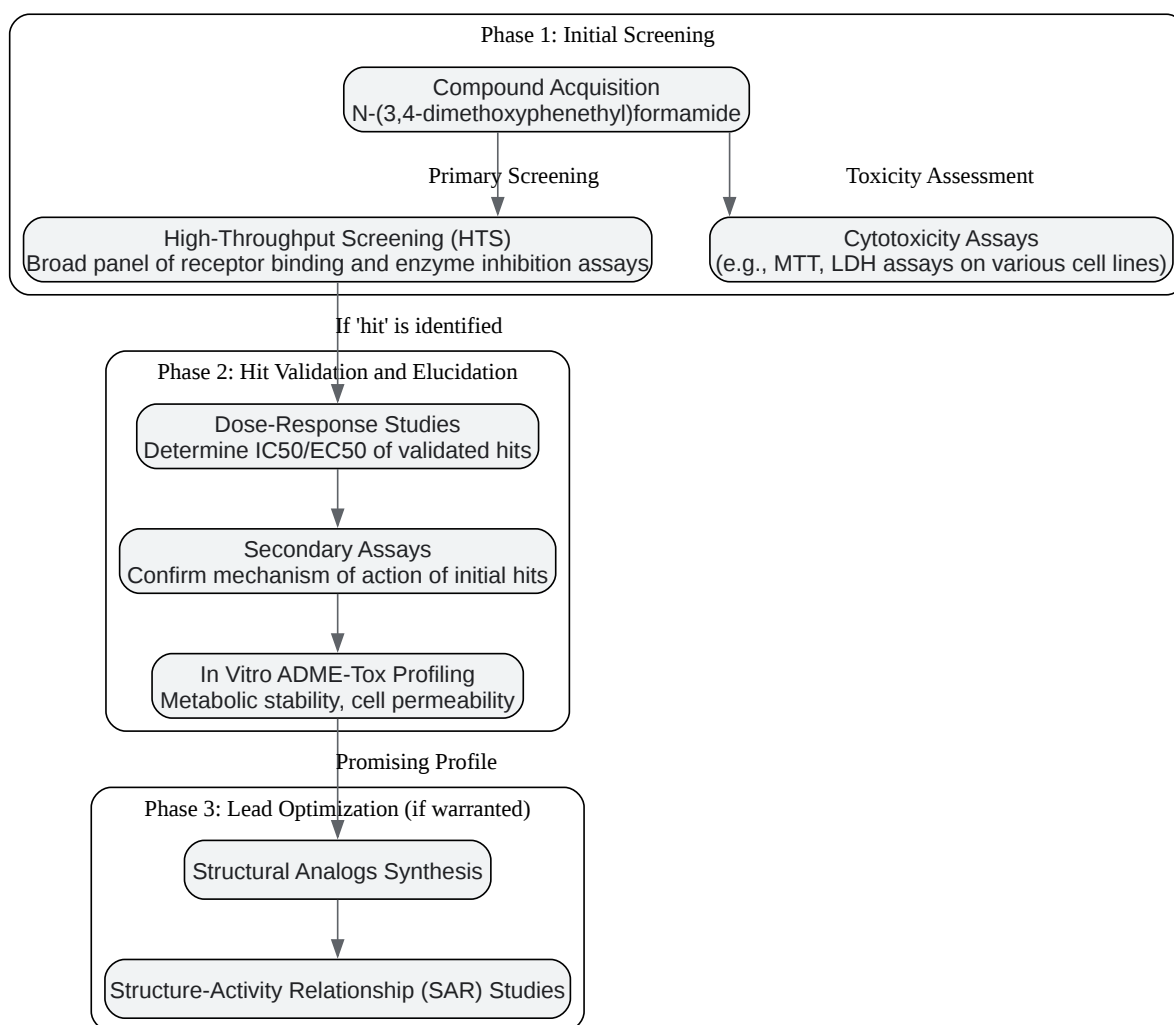 Phase 1: Initial Screening
Compound Acquisition
N-(3,4-dimethoxyphenethyl)formamide
Primary Screening
Toxicity Assessment
High-Throughput Screening (HTS)
Broad panel of receptor binding and enzyme inhibition assays
Cytotoxicity Assays
(e.g., MTT, LDH assays on various cell lines)
If 'hit' is identified
Phase 2: Hit Validation and Elucidation
Dose-Response Studies
Determine IC50/EC50 of validated hits
Secondary Assays
Confirm mechanism of action of initial hits
In Vitro ADME-Tox Profiling
Metabolic stability, cell permeability
Promising Profile
Phase 3: Lead Optimization (if warranted)
Structural Analogs Synthesis
Structure-Activity Relationship (SAR) Studies